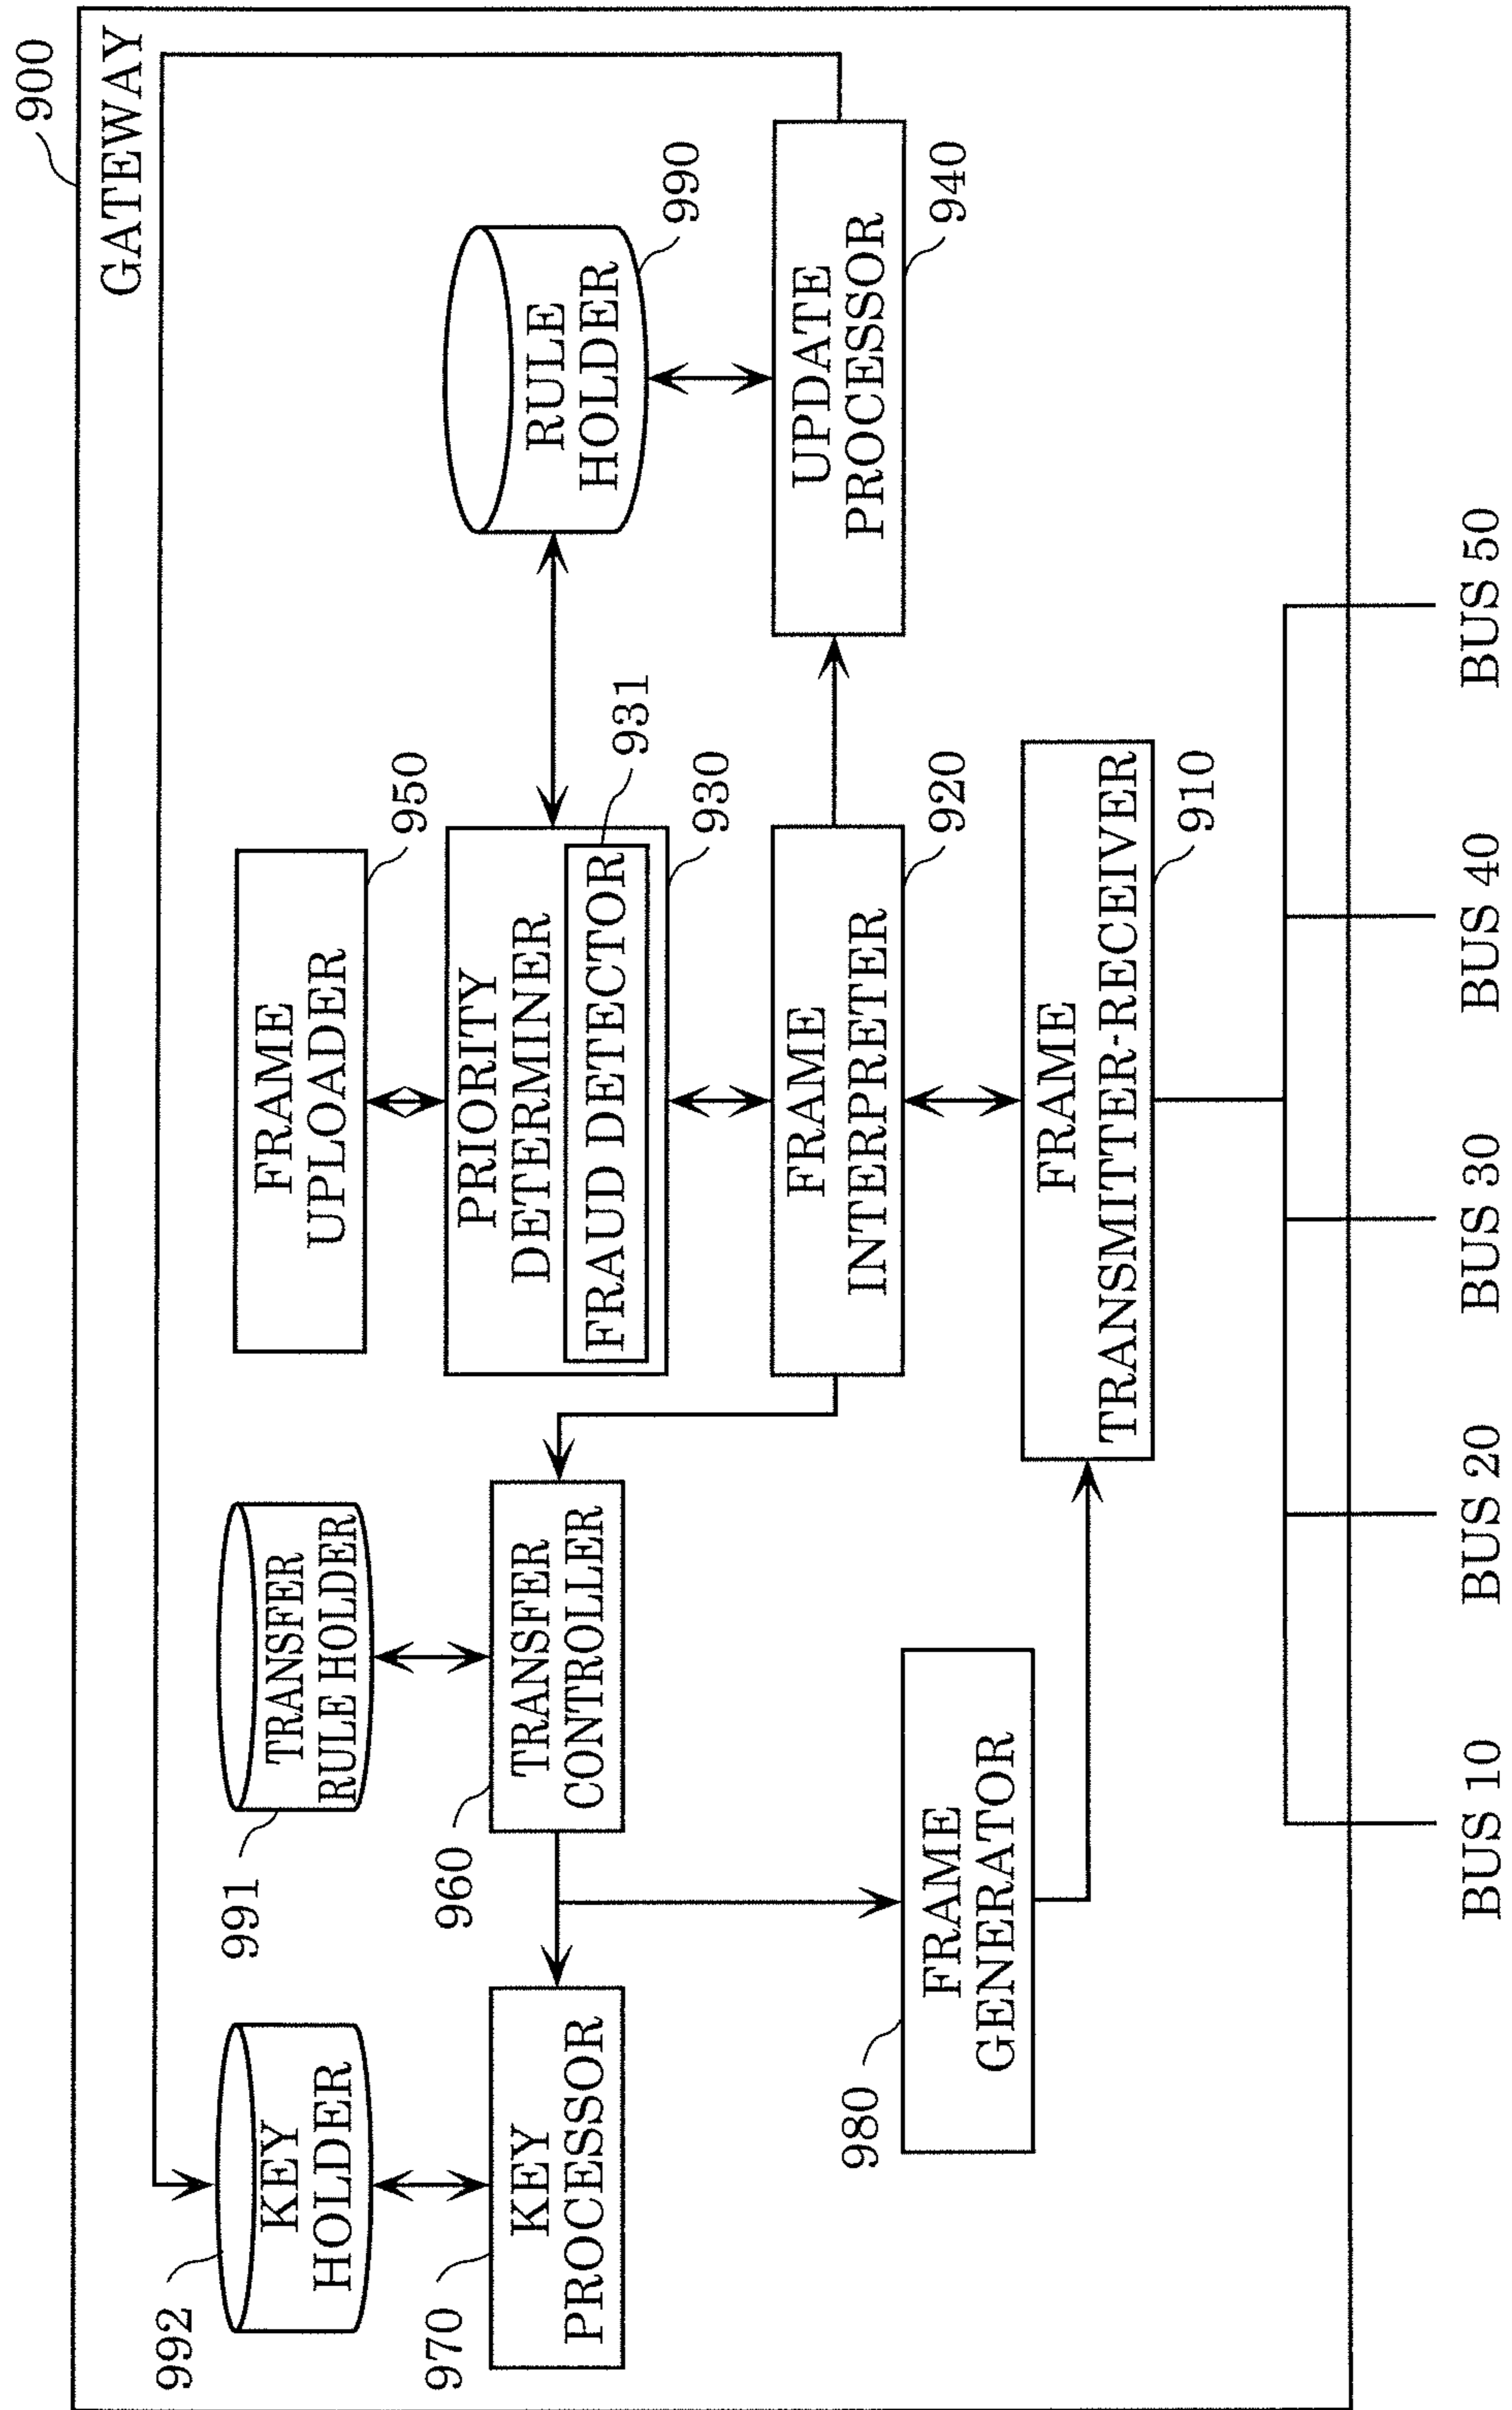 900
GATEWAY
992
KEY
HOLDER
991
TRANSFER
RULE HOLDER
FRAME
UPLOADER
950
970
KEY
PROCESSOR
960
TRANSFER
CONTROLLER
PRIORITY
DETERMINER
FRAUD DETECTOR
931
930
RULE
HOLDER
990
980
FRAME
GENERATOR
FRAME
INTERPRETER
920
UPDATE
PROCESSOR
940
FRAME
TRANSMITTER-RECEIVER
910
BUS 10
BUS 20
BUS 30
BUS 40
BUS 50